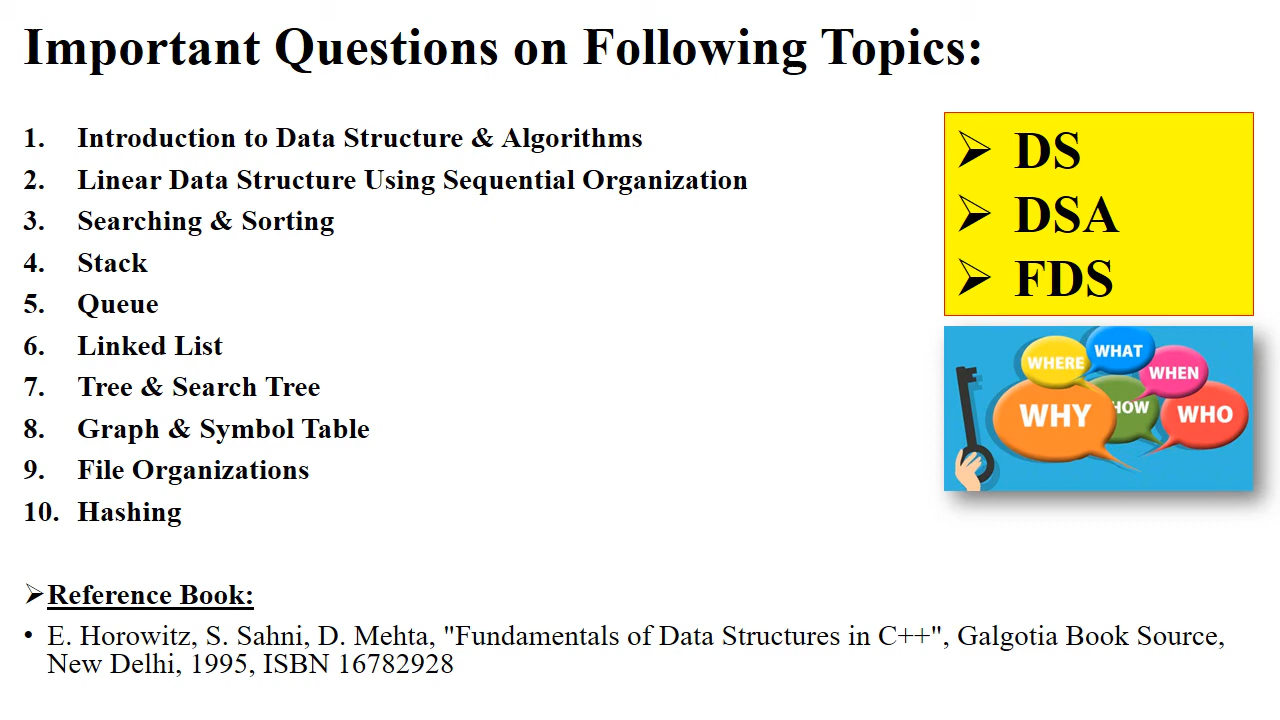 Important Questions on Following Topics:
1. Introduction to Data Structure & Algorithms
2. Linear Data Structure Using Sequential Organization
3. Searching & Sorting
4. Stack
5. Queue
6. Linked List
7. Tree & Search Tree
8. Graph & Symbol Table
9. File Organizations
10. Hashing
➢ Reference Book:
• E. Horowitz, S. Sahni, D. Mehta, "Fundamentals of Data Structures in C++", Galgotia Book Source,
New Delhi, 1995, ISBN 16782928
➢ DS
➢ DSA
➢ FDS
WHERE
WHAT
WHEN
WHY
HOW
WHO